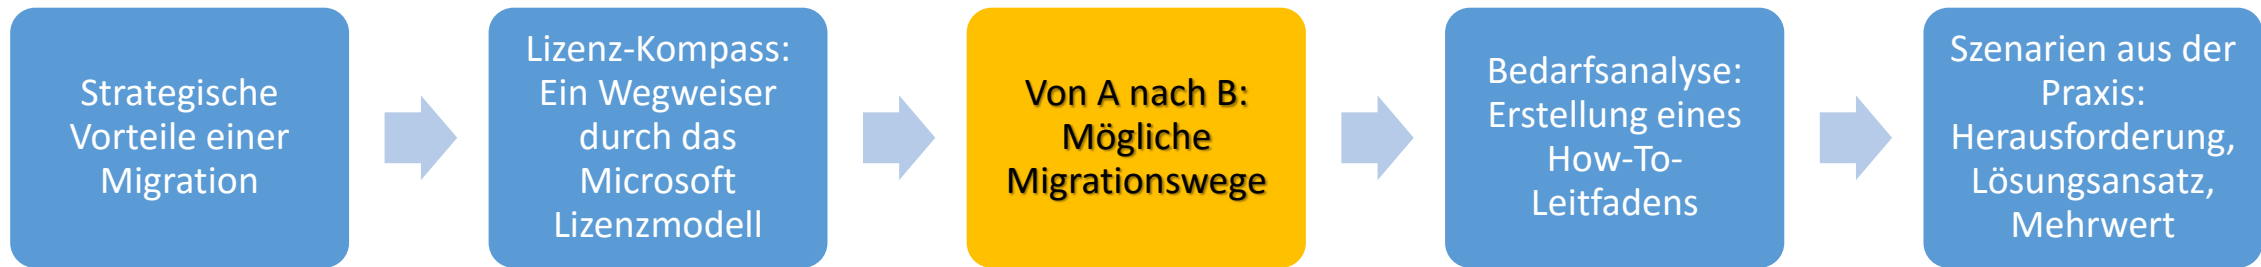 Strategische
Vorteile einer
Migration
Lizenz-Kompass:
Ein Wegweiser
durch das
Microsoft
Lizenzmodell
Von A nach B:
Mögliche
Migrationswege
Bedarfsanalyse:
Erstellung eines
How-To-
Leitfadens
Szenarien aus der
Praxis:
Herausforderung,
Lösungsansatz,
Mehrwert